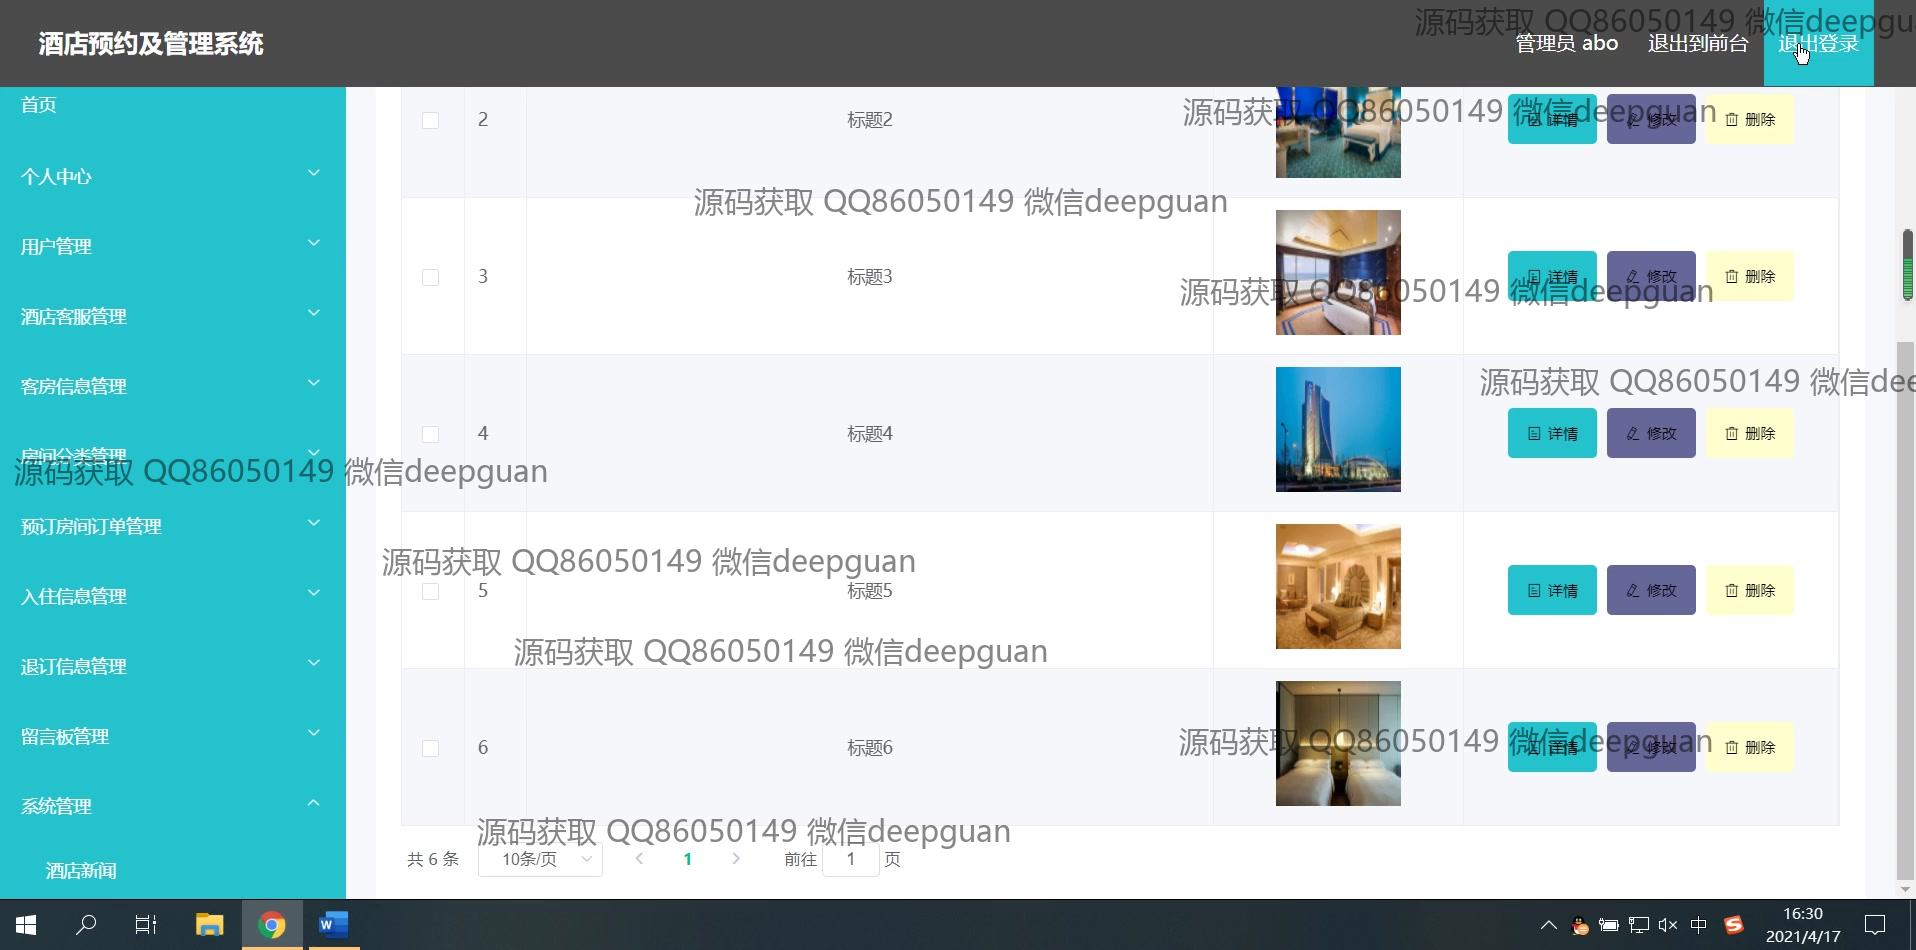 酒店预约及管理系统
管理员 abo
退出到前台
退出登录
源码获取 QQ86050149 微信deepgu
首页
个人中心
用户管理
酒店客服管理
客房信息管理
房间分类管理
预订房间订单管理
入住信息管理
退订信息管理
留言板管理
系统管理
酒店新闻
2 标题2 详情 修改 删除
源码获取 QQ86050149 微信deepguan
源码获取 QQ86050149 微信deepguan
3 标题3 详情 修改 删除
源码获取 QQ86050149 微信deepguan
源码获取 QQ86050149 微信dee
4 标题4 详情 修改 删除
源码获取 QQ86050149 微信deepguan
源码获取 QQ86050149 微信deepguan
5 标题5 详情 修改 删除
源码获取 QQ86050149 微信deepguan
6 标题6 详情 修改 删除
源码获取 QQ86050149 微信deepguan
源码获取 QQ86050149 微信deepguan
共 6 条 10条/页 1 前往 1 页
中
16:30
2021/4/17